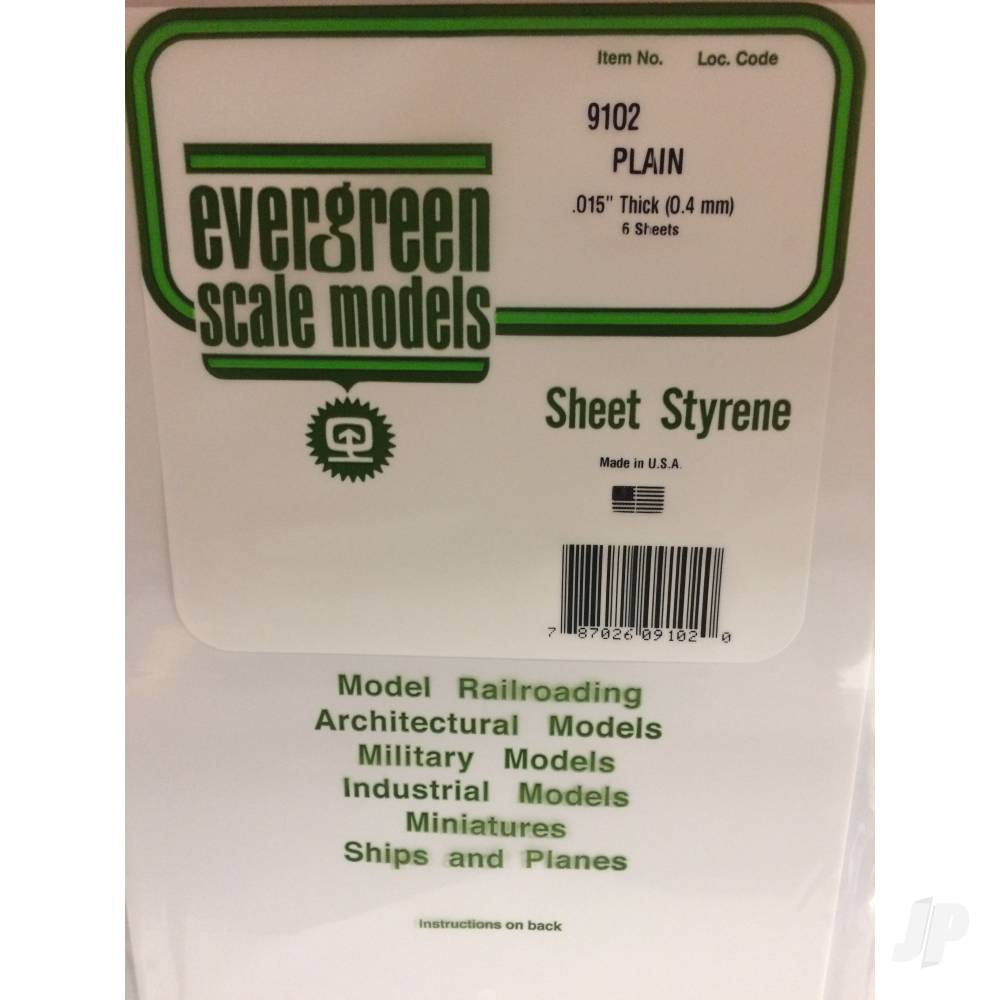 Item No. Loc. Code
9102
PLAIN
.015" Thick (0.4 mm)
6 Sheets
evergreen
scale models
Sheet Styrene
Made in U.S.A.
7 87026 09102 0
Model Railroading
Architectural Models
Military Models
Industrial Models
Miniatures
Ships and Planes
Instructions on back
JP